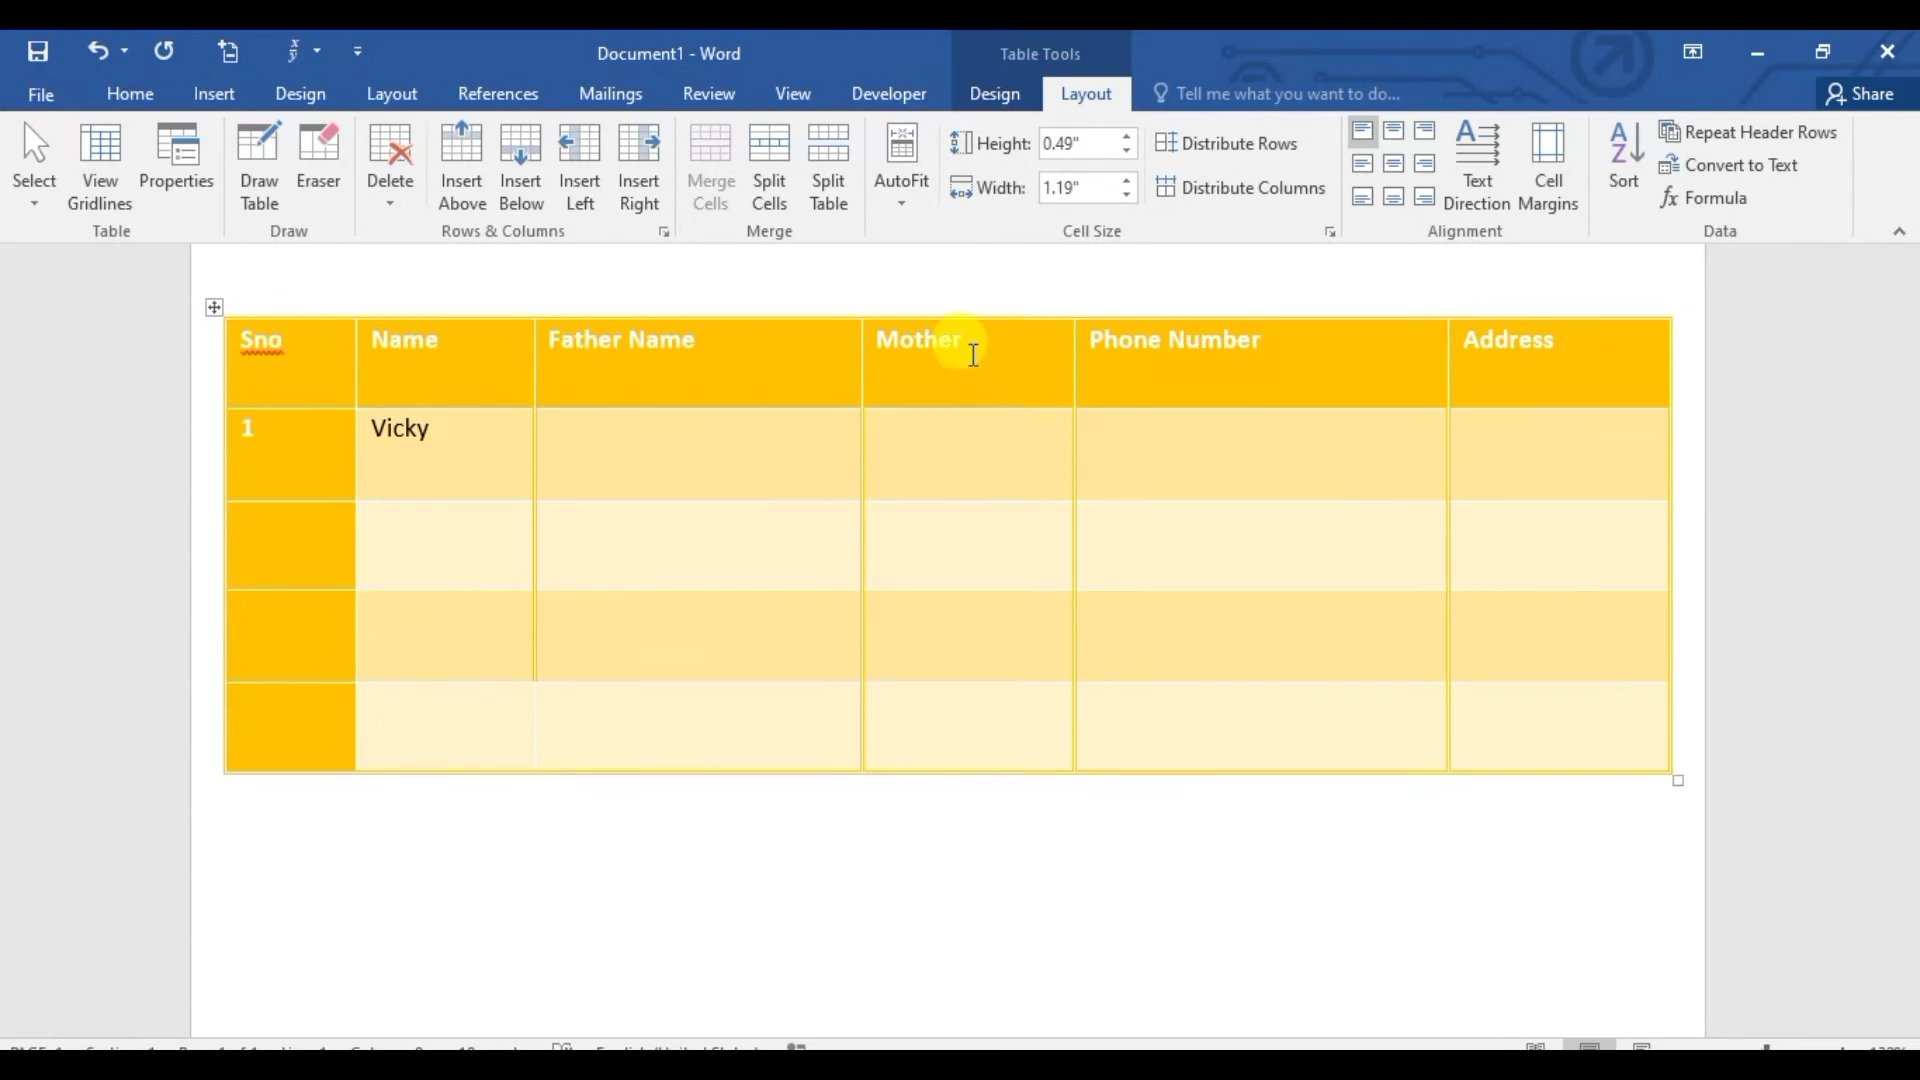 Document1 - Word
Table Tools
File Home Insert Design Layout References Mailings Review View Developer Design Layout Tell me what you want to do... Share
Select
View Gridlines
Properties
Table
Draw Table
Eraser
Draw
Delete
Insert Above
Insert Below
Insert Left
Insert Right
Rows & Columns
Merge Cells
Split Cells
Split Table
Merge
AutoFit
Height: 0.49"
Width: 1.19"
Distribute Rows
Distribute Columns
Cell Size
Text Direction
Cell Margins
Alignment
Sort
Repeat Header Rows
Convert to Text
Formula
Data
Sno Name Father Name Mother Phone Number Address
1 Vicky